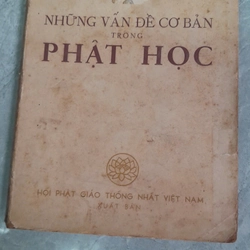 NHỮNG VẤN ĐỀ CƠ BẢN
TRONG
PHẬT HỌC
HỘI PHẬT GIÁO THỐNG NHẤT VIỆT NAM
XUẤT BẢN